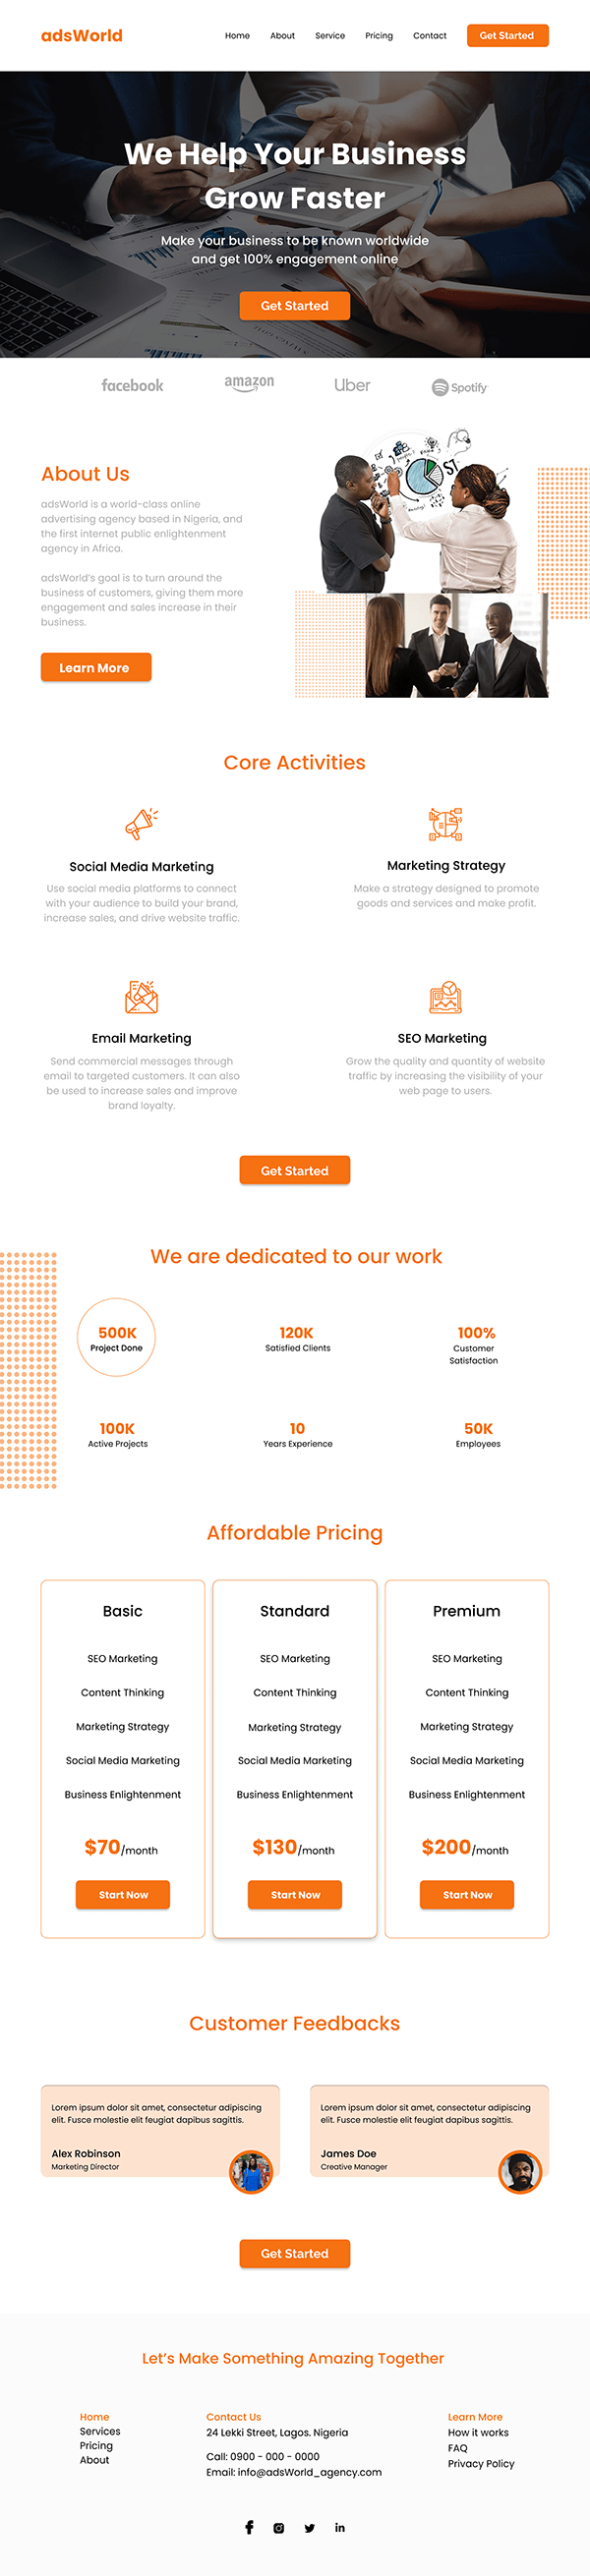 adsWorld
Home
About
Service
Pricing
Contact
Get Started
We Help Your Business
Grow Faster
Make your business to be known worldwide
and get 100% engagement online
Get Started
facebook
amazon
Uber
Spotify
About Us
adsWorld is a world-class online
advertising agency based in Nigeria, and
the first internet public enlightenment
agency in Africa.
adsWorld's goal is to turn around the
business of customers, giving them more
engagement and sales increase in their
business.
Learn More
Core Activities
Social Media Marketing
Use social media platforms to connect
with your audience to build your brand,
increase sales, and drive website traffic.
Marketing Strategy
Make a strategy designed to promote
goods and services and make profit.
Email Marketing
Send commercial messages through
email to targeted customers. It can also
be used to increase sales and improve
brand loyalty.
SEO Marketing
Grow the quality and quantity of website
traffic by increasing the visibility of your
web page to users.
Get Started
We are dedicated to our work
500K
Project Done
120K
Satisfied Clients
100%
Customer
Satisfaction
100K
Active Projects
10
Years Experience
50K
Employees
Affordable Pricing
Basic
SEO Marketing
Content Thinking
Marketing Strategy
Social Media Marketing
Business Enlightenment
$70/month
Start Now
Standard
SEO Marketing
Content Thinking
Marketing Strategy
Social Media Marketing
Business Enlightenment
$130/month
Start Now
Premium
SEO Marketing
Content Thinking
Marketing Strategy
Social Media Marketing
Business Enlightenment
$200/month
Start Now
Customer Feedbacks
Lorem ipsum dolor sit amet, consectetur adipiscing
elit. Fusce molestie elit feugiat dapibus sagittis.
Alex Robinson
Marketing Director
Lorem ipsum dolor sit amet, consectetur adipiscing
elit. Fusce molestie elit feugiat dapibus sagittis.
James Doe
Creative Manager
Get Started
Let's Make Something Amazing Together
Home
Services
Pricing
About
Contact Us
24 Lekki Street, Lagos. Nigeria
Call: 0900 - 000 - 0000
Email: info@adsWorld_agency.com
Learn More
How it works
FAQ
Privacy Policy